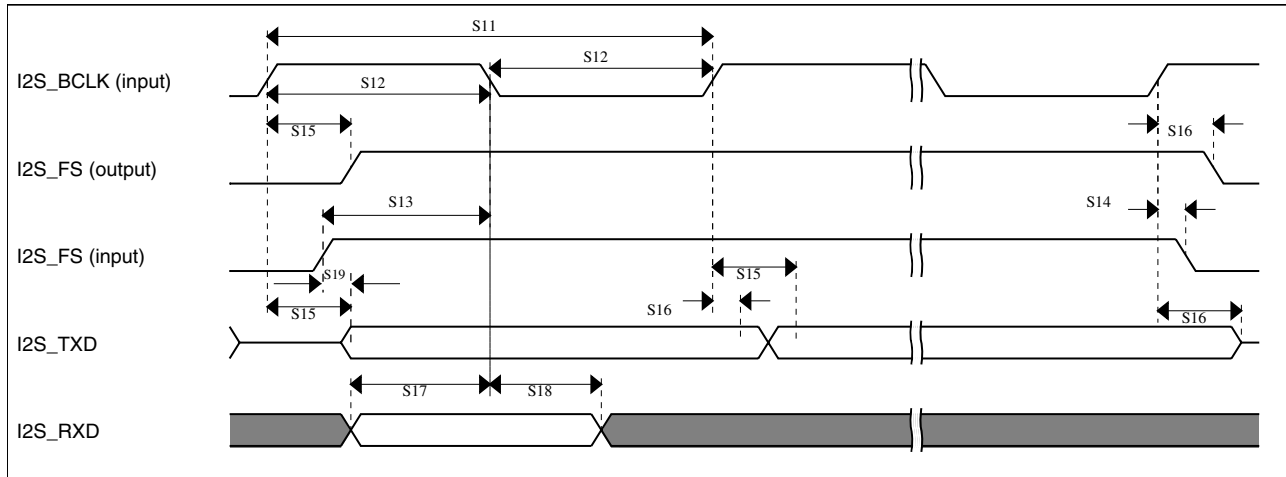 S11
I2S_BCLK (input)
S12
S12
S15
S16
I2S_FS (output)
S13
S14
I2S_FS (input)
S19
S15
S15
S16
S16
I2S_TXD
S17
S18
I2S_RXD